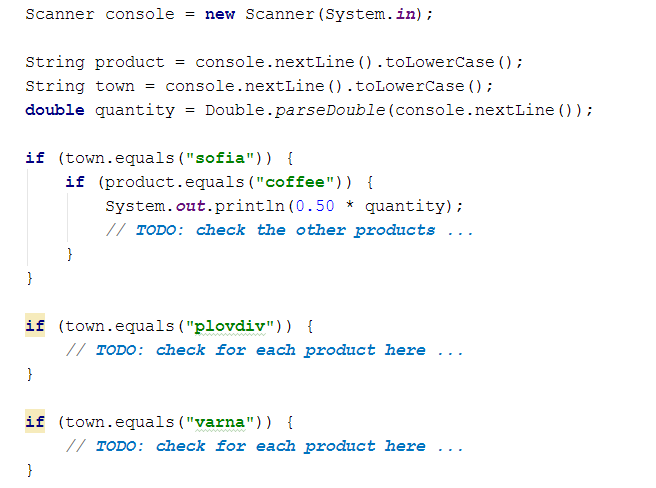 Scanner console = new Scanner(System.in);
String product = console.nextLine().toLowerCase();
String town = console.nextLine().toLowerCase();
double quantity = Double.parseDouble(console.nextLine());
if (town.equals("sofia")) {
if (product.equals("coffee")) {
System.out.println(0.50 * quantity);
// TODO: check the other products ...
}
}
if (town.equals("plovdiv")) {
// TODO: check for each product here ...
}
if (town.equals("varna")) {
// TODO: check for each product here ...
}